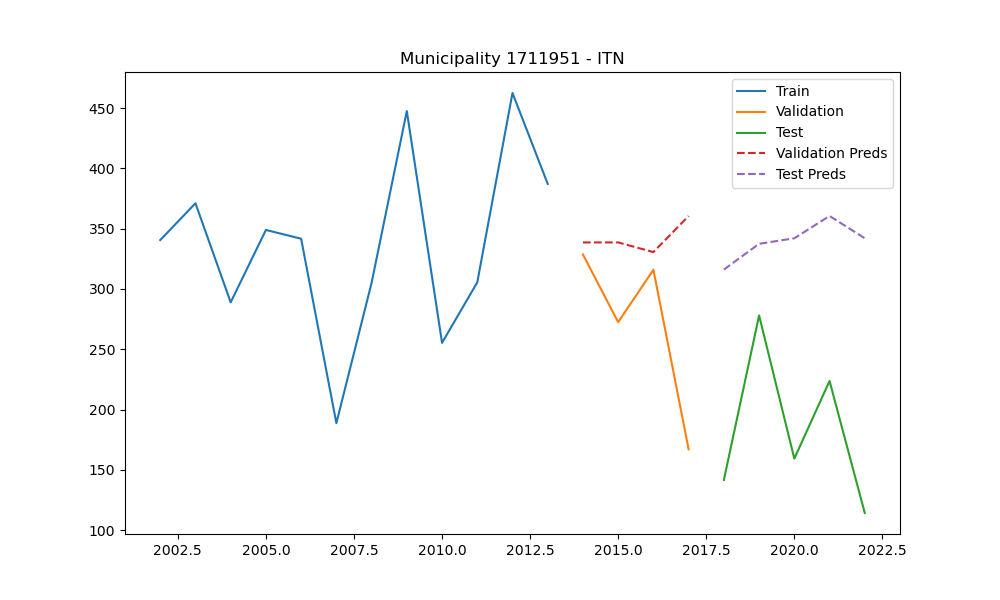 Municipality 1711951 - ITN
Train
Validation
Test
Validation Preds
Test Preds
450
400
350
300
250
200
150
100
2002.5 2005.0 2007.5 2010.0 2012.5 2015.0 2017.5 2020.0 2022.5